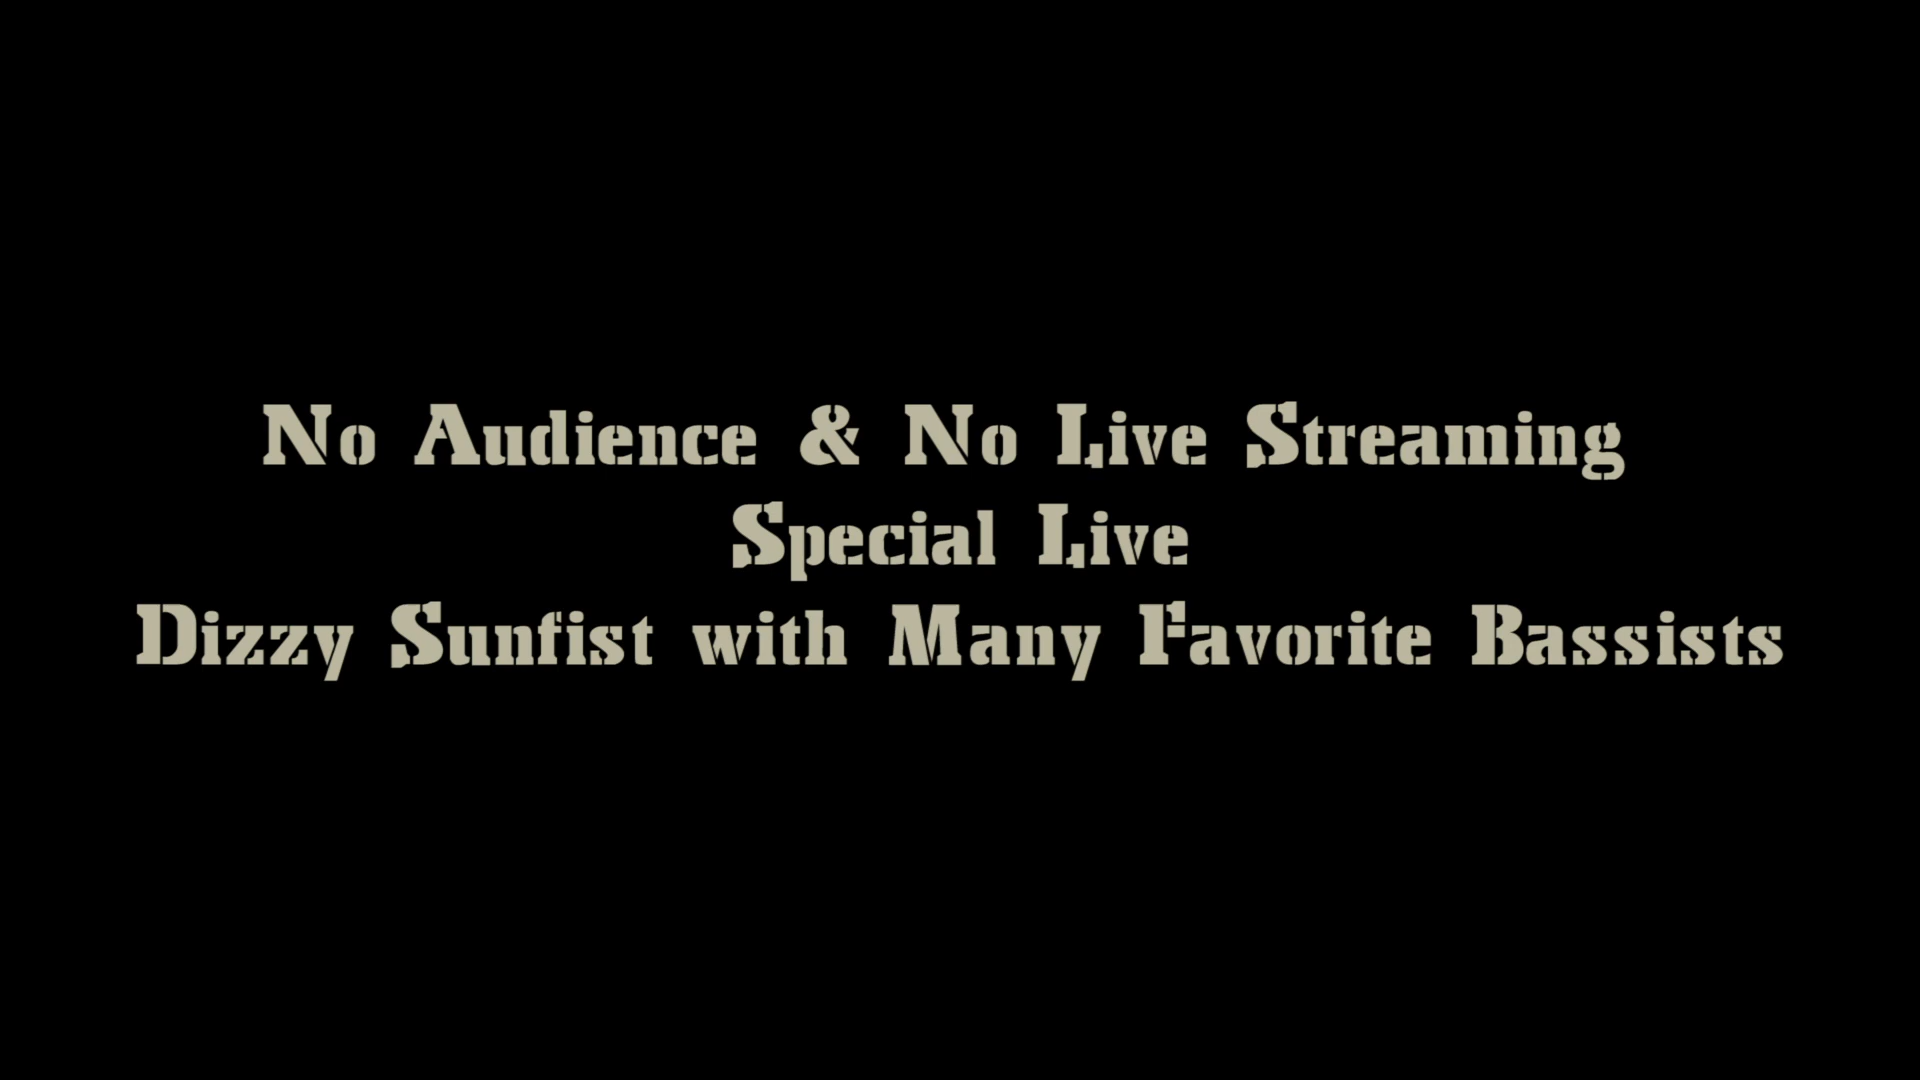 No Audience & No Live Streaming
Special Live
Dizzy Sunfist with Many Favorite Bassists